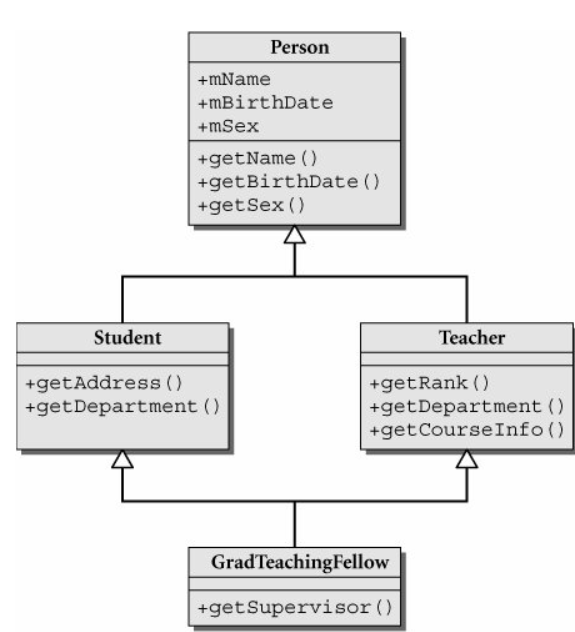 Person
+mName
+mBirthDate
+mSex
+getName()
+getBirthDate()
+getSex()
Student
+getAddress()
+getDepartment()
Teacher
+getRank()
+getDepartment()
+getCourseInfo()
GradTeachingFellow
+getSupervisor()